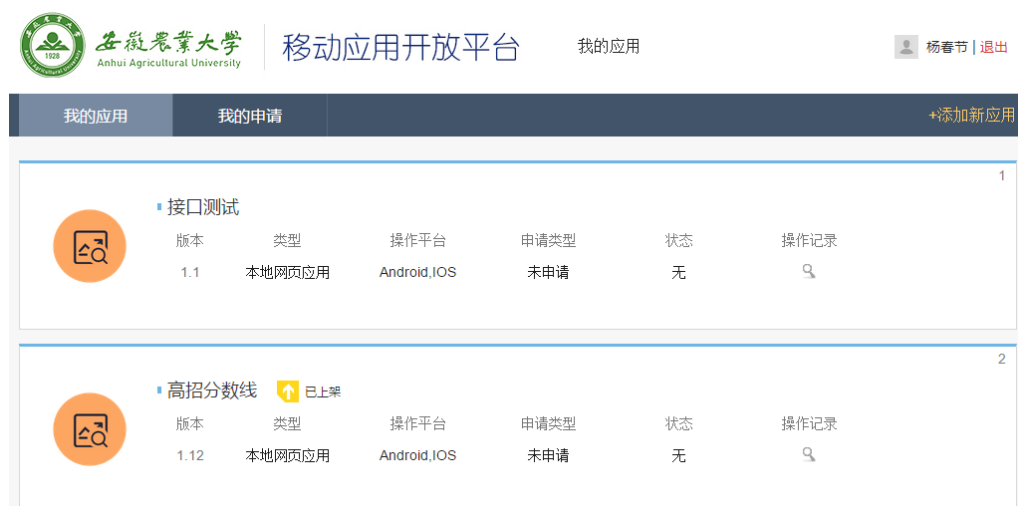 安徽农业大学
Anhui Agricultural University
1928
移动应用开放平台
我的应用
杨春节 | 退出
我的应用
我的申请
+添加新应用
1
接口测试
版本 类型 操作平台 申请类型 状态 操作记录
1.1 本地网页应用 Android,IOS 未申请 无
2
高招分数线 已上架
版本 类型 操作平台 申请类型 状态 操作记录
1.12 本地网页应用 Android,IOS 未申请 无